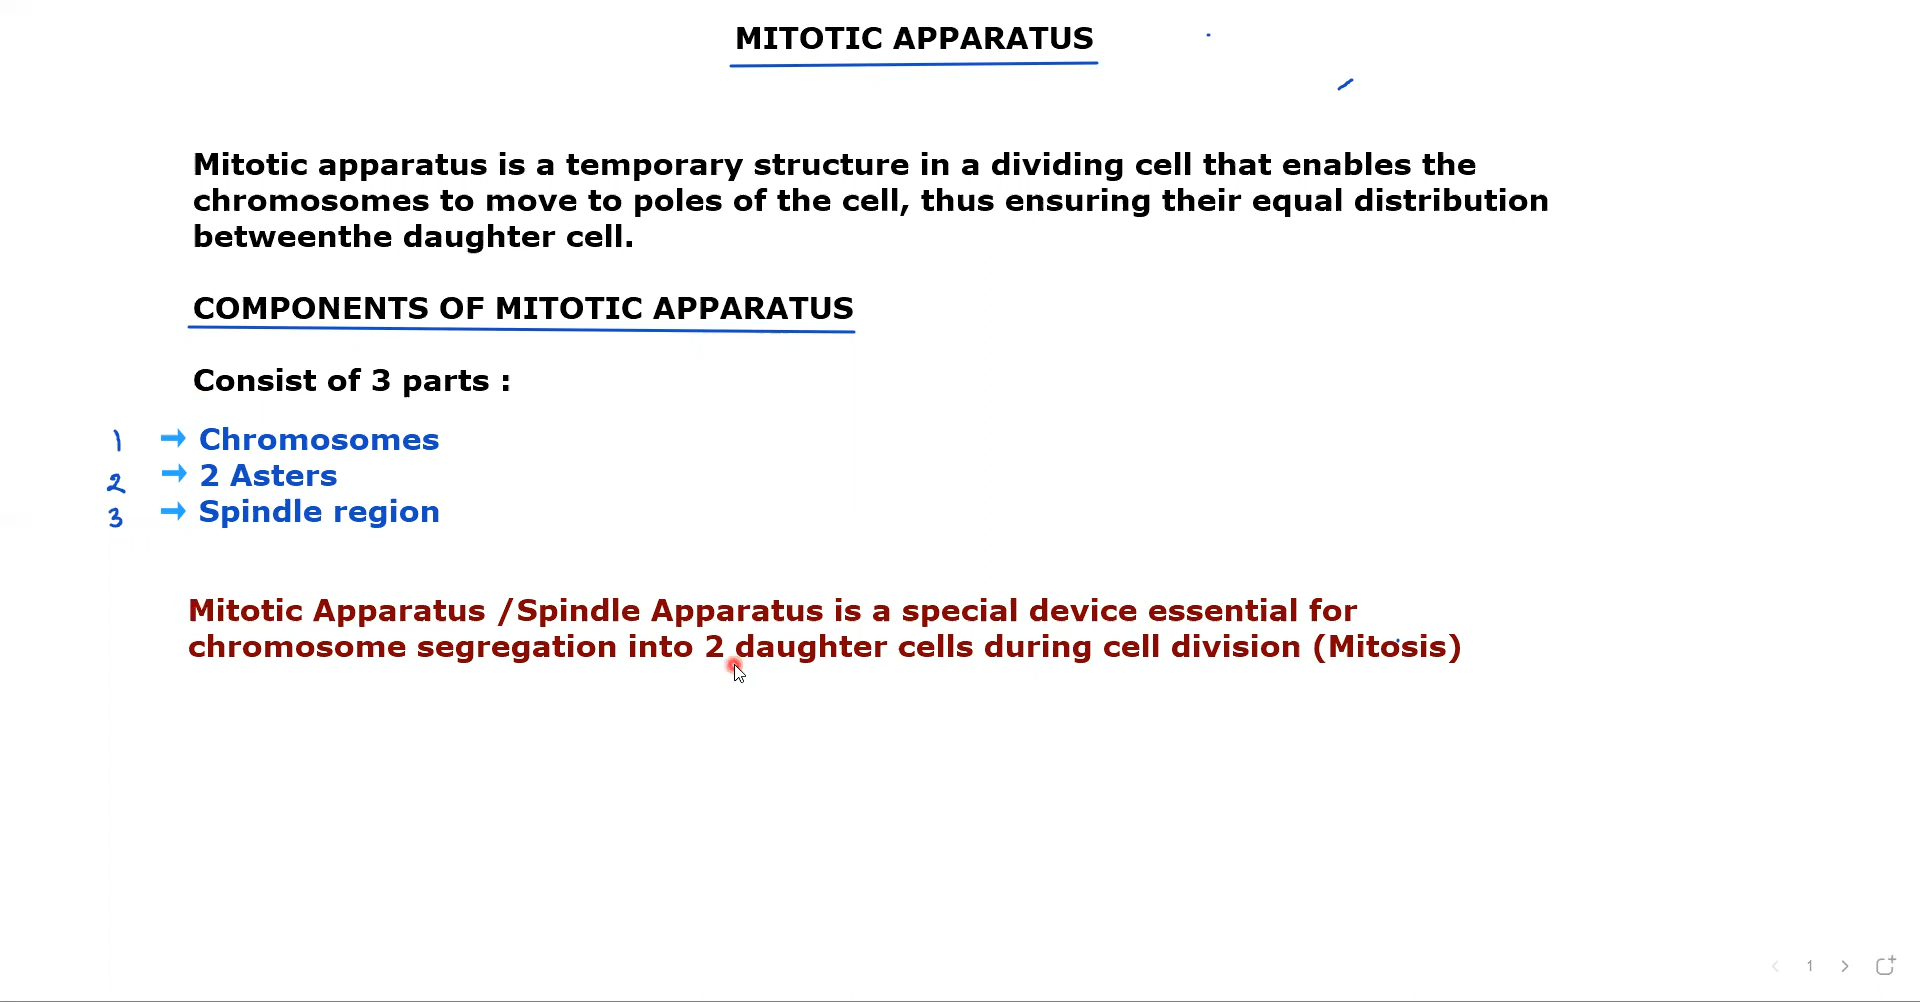 MITOTIC APPARATUS
Mitotic apparatus is a temporary structure in a dividing cell that enables the
chromosomes to move to poles of the cell, thus ensuring their equal distribution
betweenthe daughter cell.
COMPONENTS OF MITOTIC APPARATUS
Consist of 3 parts :
1 → Chromosomes
2 → 2 Asters
3 → Spindle region
Mitotic Apparatus /Spindle Apparatus is a special device essential for
chromosome segregation into 2 daughter cells during cell division (Mitosis)
1